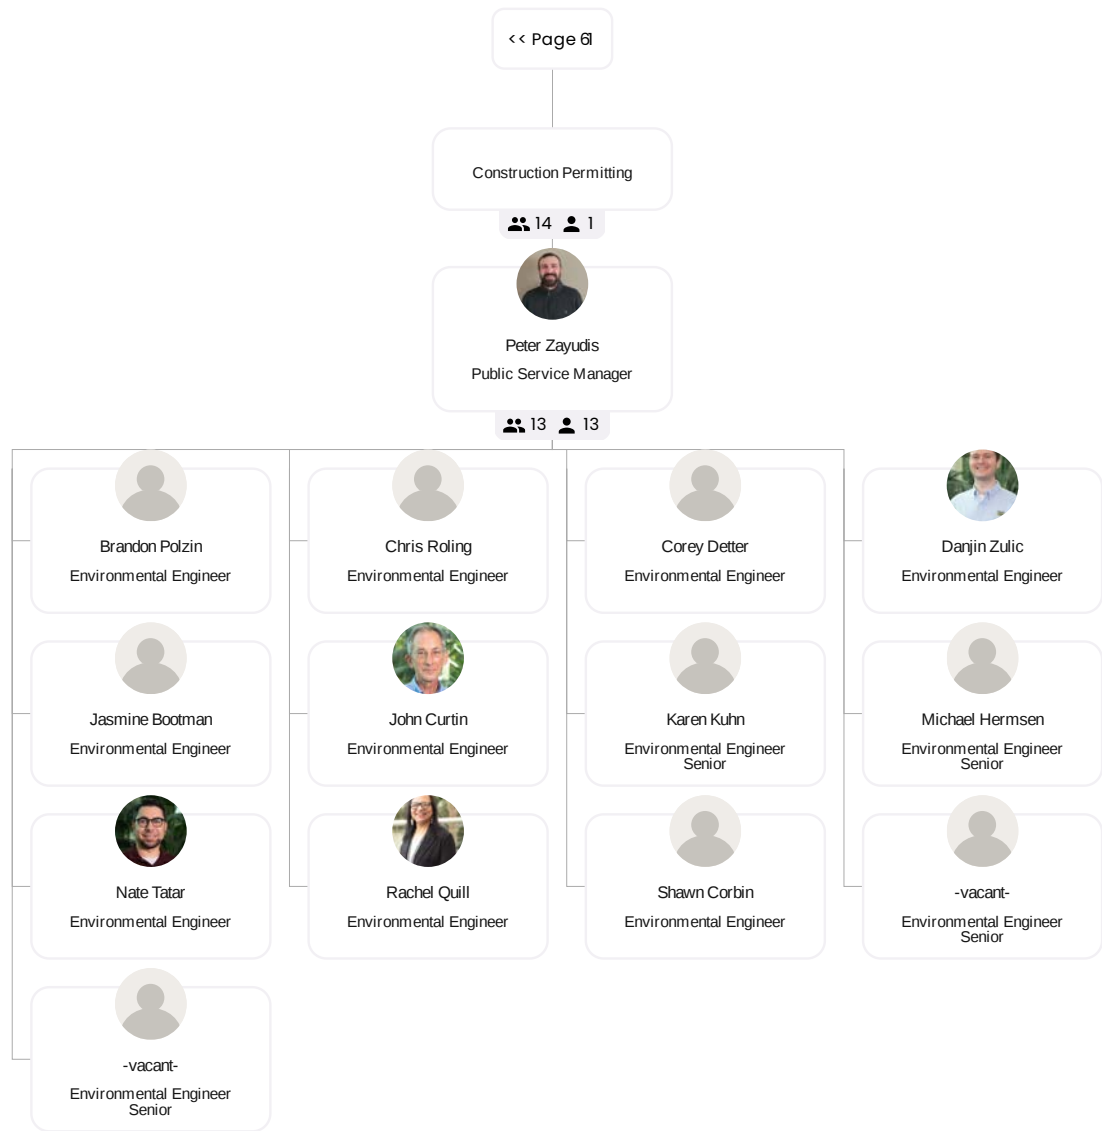 << Page 61
Construction Permitting
14 1
Peter Zayudis
Public Service Manager
13 13
Brandon Polzin
Environmental Engineer
Chris Roling
Environmental Engineer
Corey Detter
Environmental Engineer
Danjin Zulic
Environmental Engineer
Jasmine Bootman
Environmental Engineer
John Curtin
Environmental Engineer
Karen Kuhn
Environmental Engineer
Senior
Michael Hermsen
Environmental Engineer
Senior
Nate Tatar
Environmental Engineer
Rachel Quill
Environmental Engineer
Shawn Corbin
Environmental Engineer
-vacant-
Environmental Engineer
Senior
-vacant-
Environmental Engineer
Senior